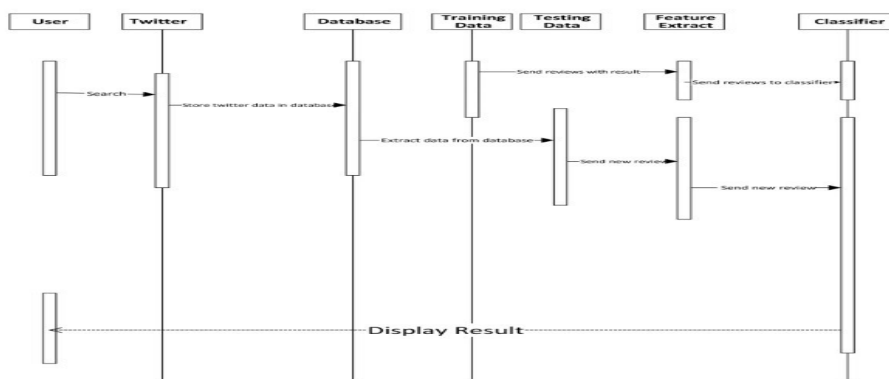 User
Twitter
Database
Training
Data
Testing
Data
Feature
Extract
Classifier
Send reviews with result
Send reviews to classifier
Search
Store twitter data in database
Extract data from database
Send new review
Send new review
Display Result